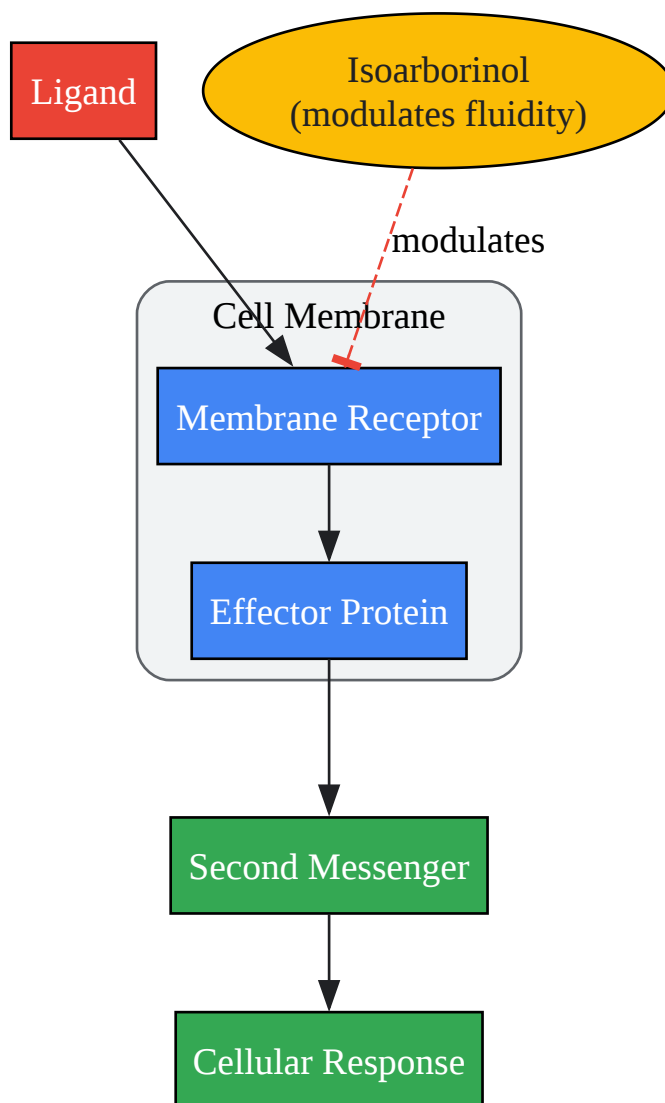 Ligand
Isoarborinol
(modulates fluidity)
modulates
Cell Membrane
Membrane Receptor
Effector Protein
Second Messenger
Cellular Response